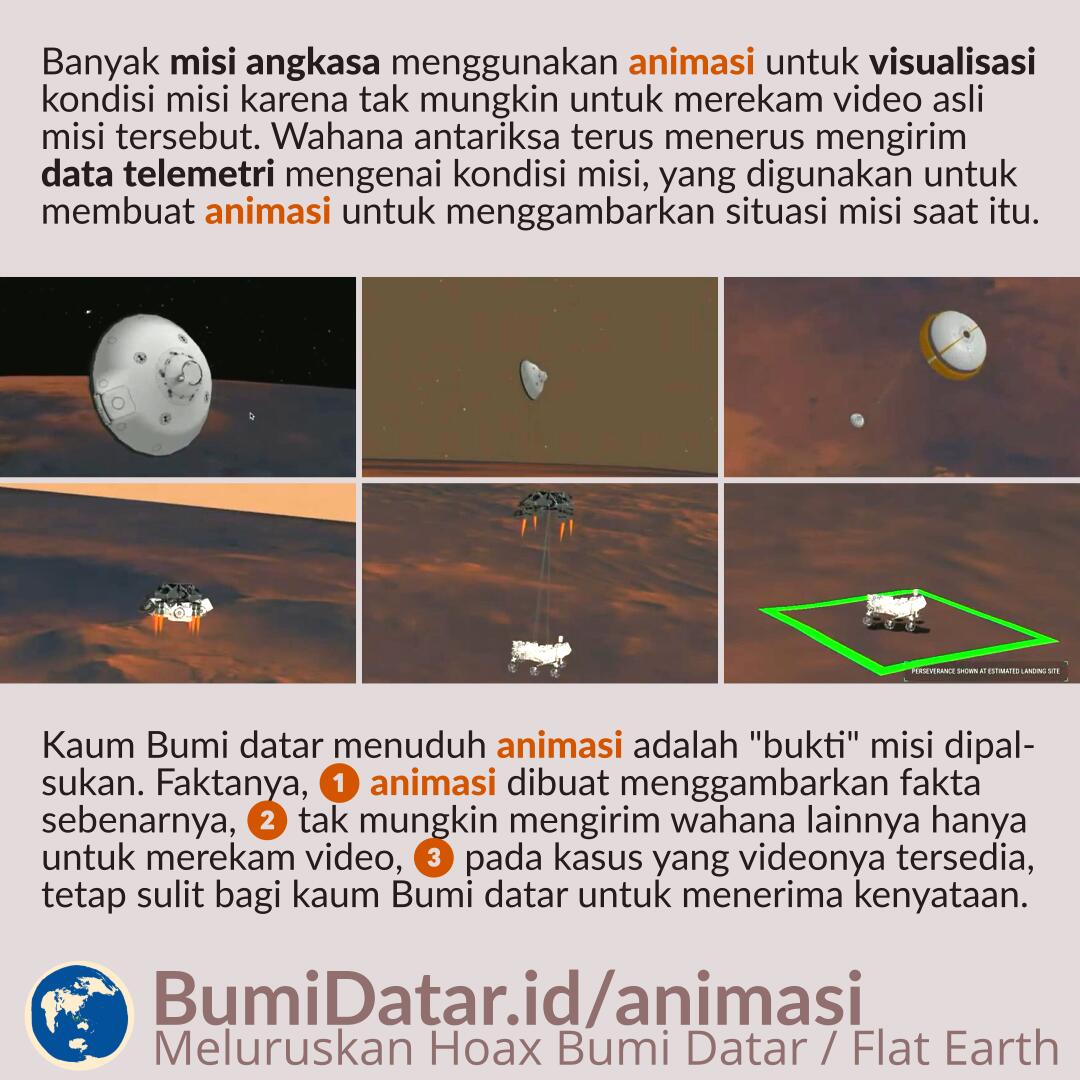 Banyak misi angkasa menggunakan animasi untuk visualisasi
kondisi misi karena tak mungkin untuk merekam video asli
misi tersebut. Wahana antariksa terus menerus mengirim
data telemetri mengenai kondisi misi, yang digunakan untuk
membuat animasi untuk menggambarkan situasi misi saat itu.
PERSEVERANCE SHOWN AT ESTIMATED LANDING SITE
Kaum Bumi datar menuduh animasi adalah "bukti" misi dipal-
sukan. Faktanya, 1 animasi dibuat menggambarkan fakta
sebenarnya, 2 tak mungkin mengirim wahana lainnya hanya
untuk merekam video, 3 pada kasus yang videonya tersedia,
tetap sulit bagi kaum Bumi datar untuk menerima kenyataan.
BumiDatar.id/animasi
Meluruskan Hoax Bumi Datar / Flat Earth